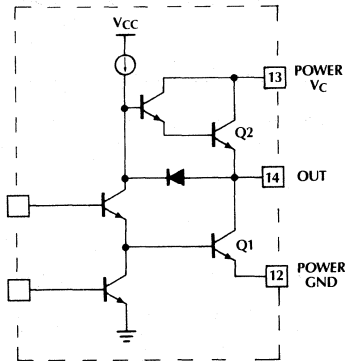 VCC
13 POWER VC
Q2
14 OUT
Q1
12 POWER GND